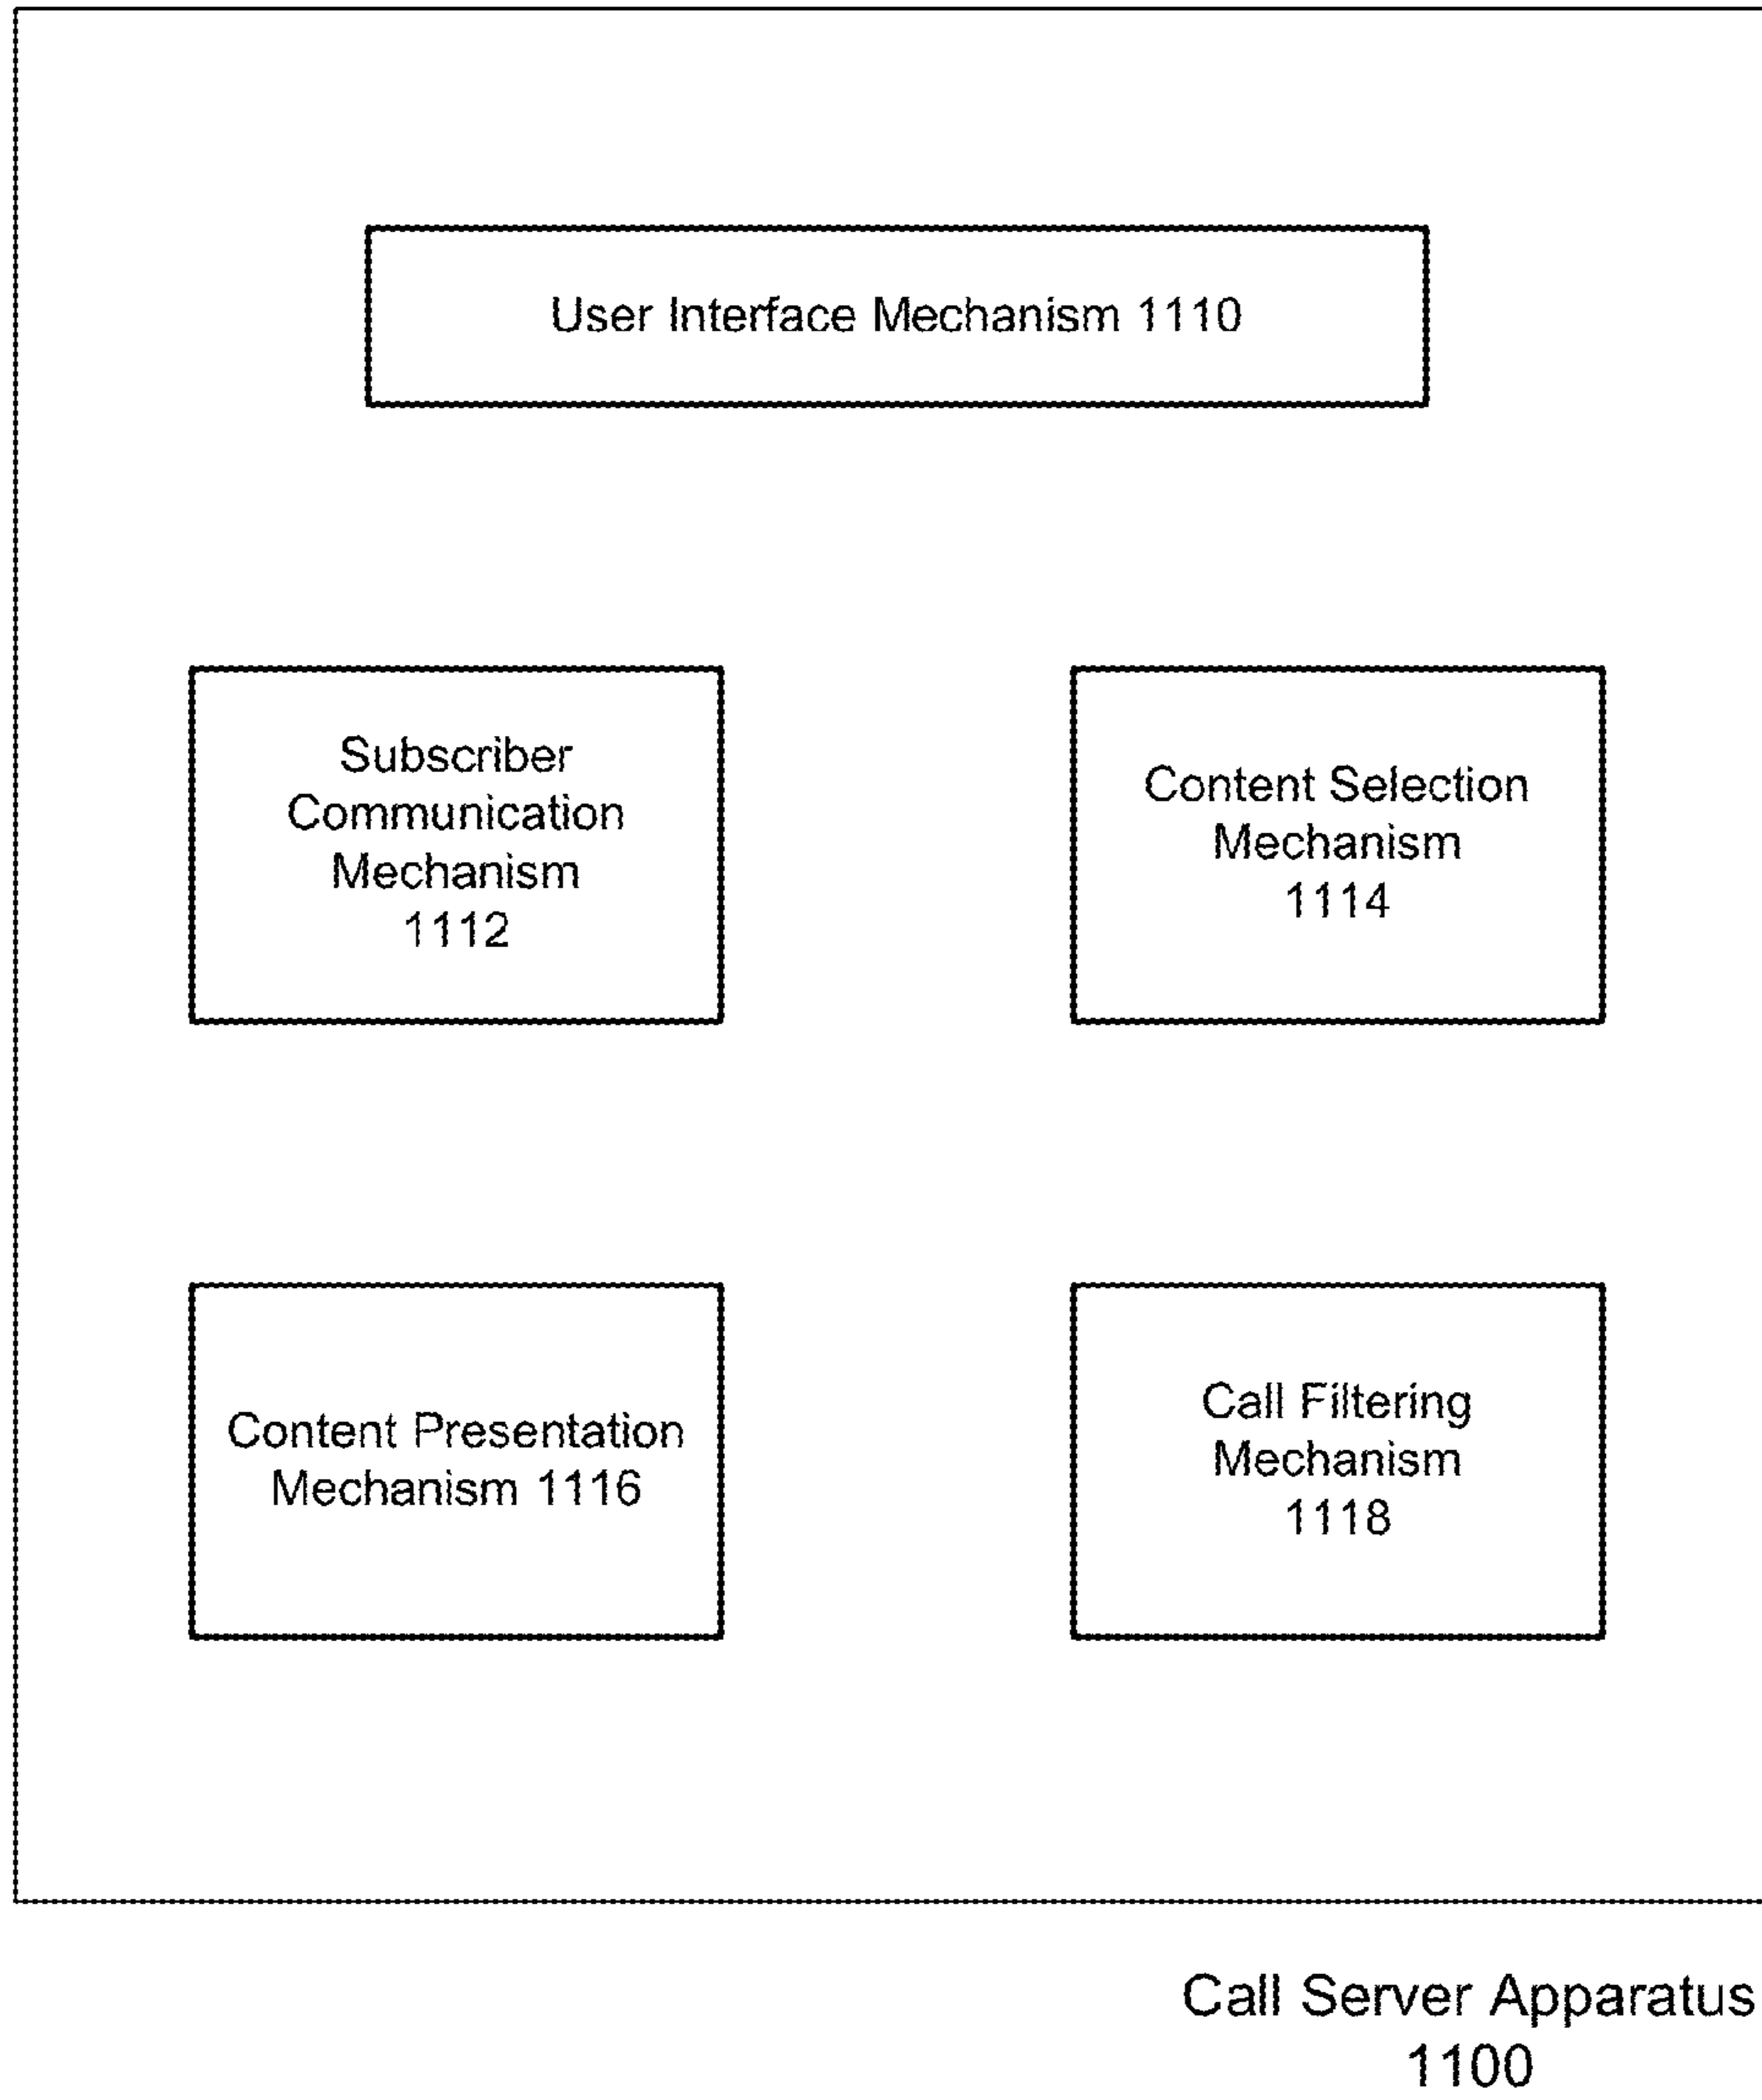 User Interface Mechanism 1110
Subscriber
Communication
Mechanism
1112
Content Selection
Mechanism
1114
Content Presentation
Mechanism 1116
Call Filtering
Mechanism
1118
Call Server Apparatus
1100